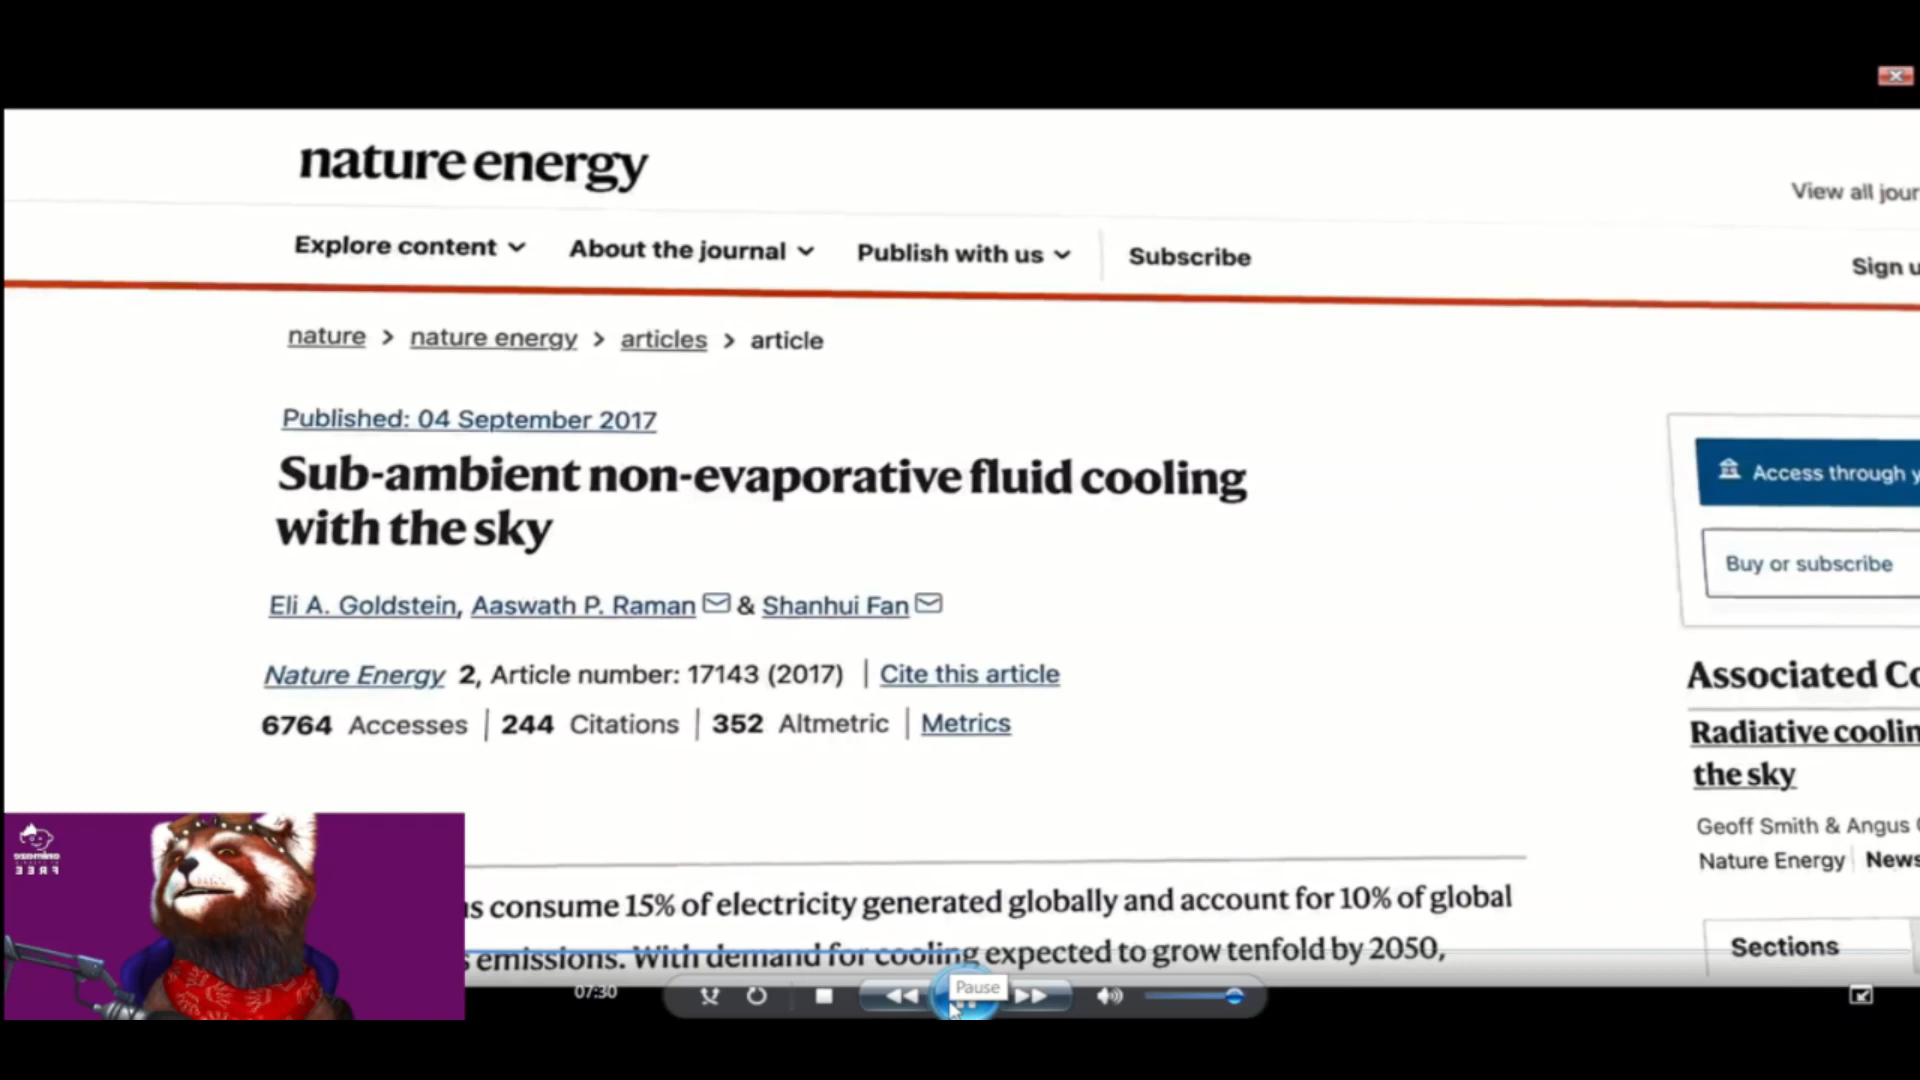 nature energy
View all jour
Explore content
About the journal
Publish with us
Subscribe
Sign u
nature > nature energy > articles > article
Published: 04 September 2017
Sub-ambient non-evaporative fluid cooling
with the sky
Access through y
Buy or subscribe
Eli A. Goldstein, Aaswath P. Raman & Shanhui Fan
Nature Energy 2, Article number: 17143 (2017) | Cite this article
6764 Accesses | 244 Citations | 352 Altmetric | Metrics
Associated Co
Radiative coolin
the sky
Geoff Smith & Angus
Nature Energy | News
animaze
FREE
s consume 15% of electricity generated globally and account for 10% of global
s emissions. With demand for cooling expected to grow tenfold by 2050,
Sections
07:30
Pause